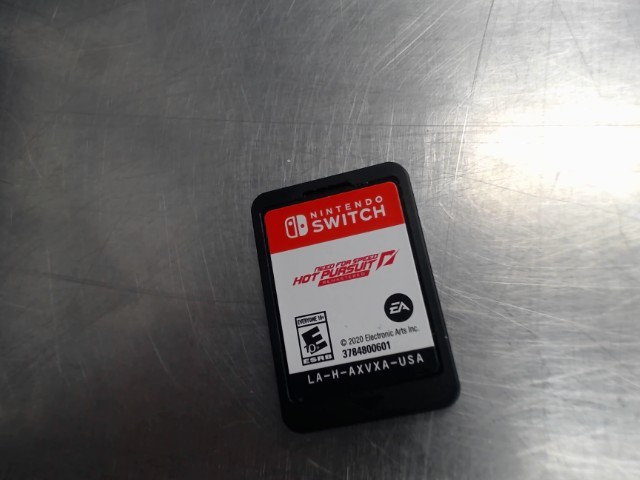 NINTENDO
SWITCH
NEED FOR SPEED
HOT PURSUIT
REMASTERED
EA
EVERYONE 10+
E
10+
ESRB
© 2020 Electronic Arts Inc.
3784800601
LA-H-AXVXA-USA